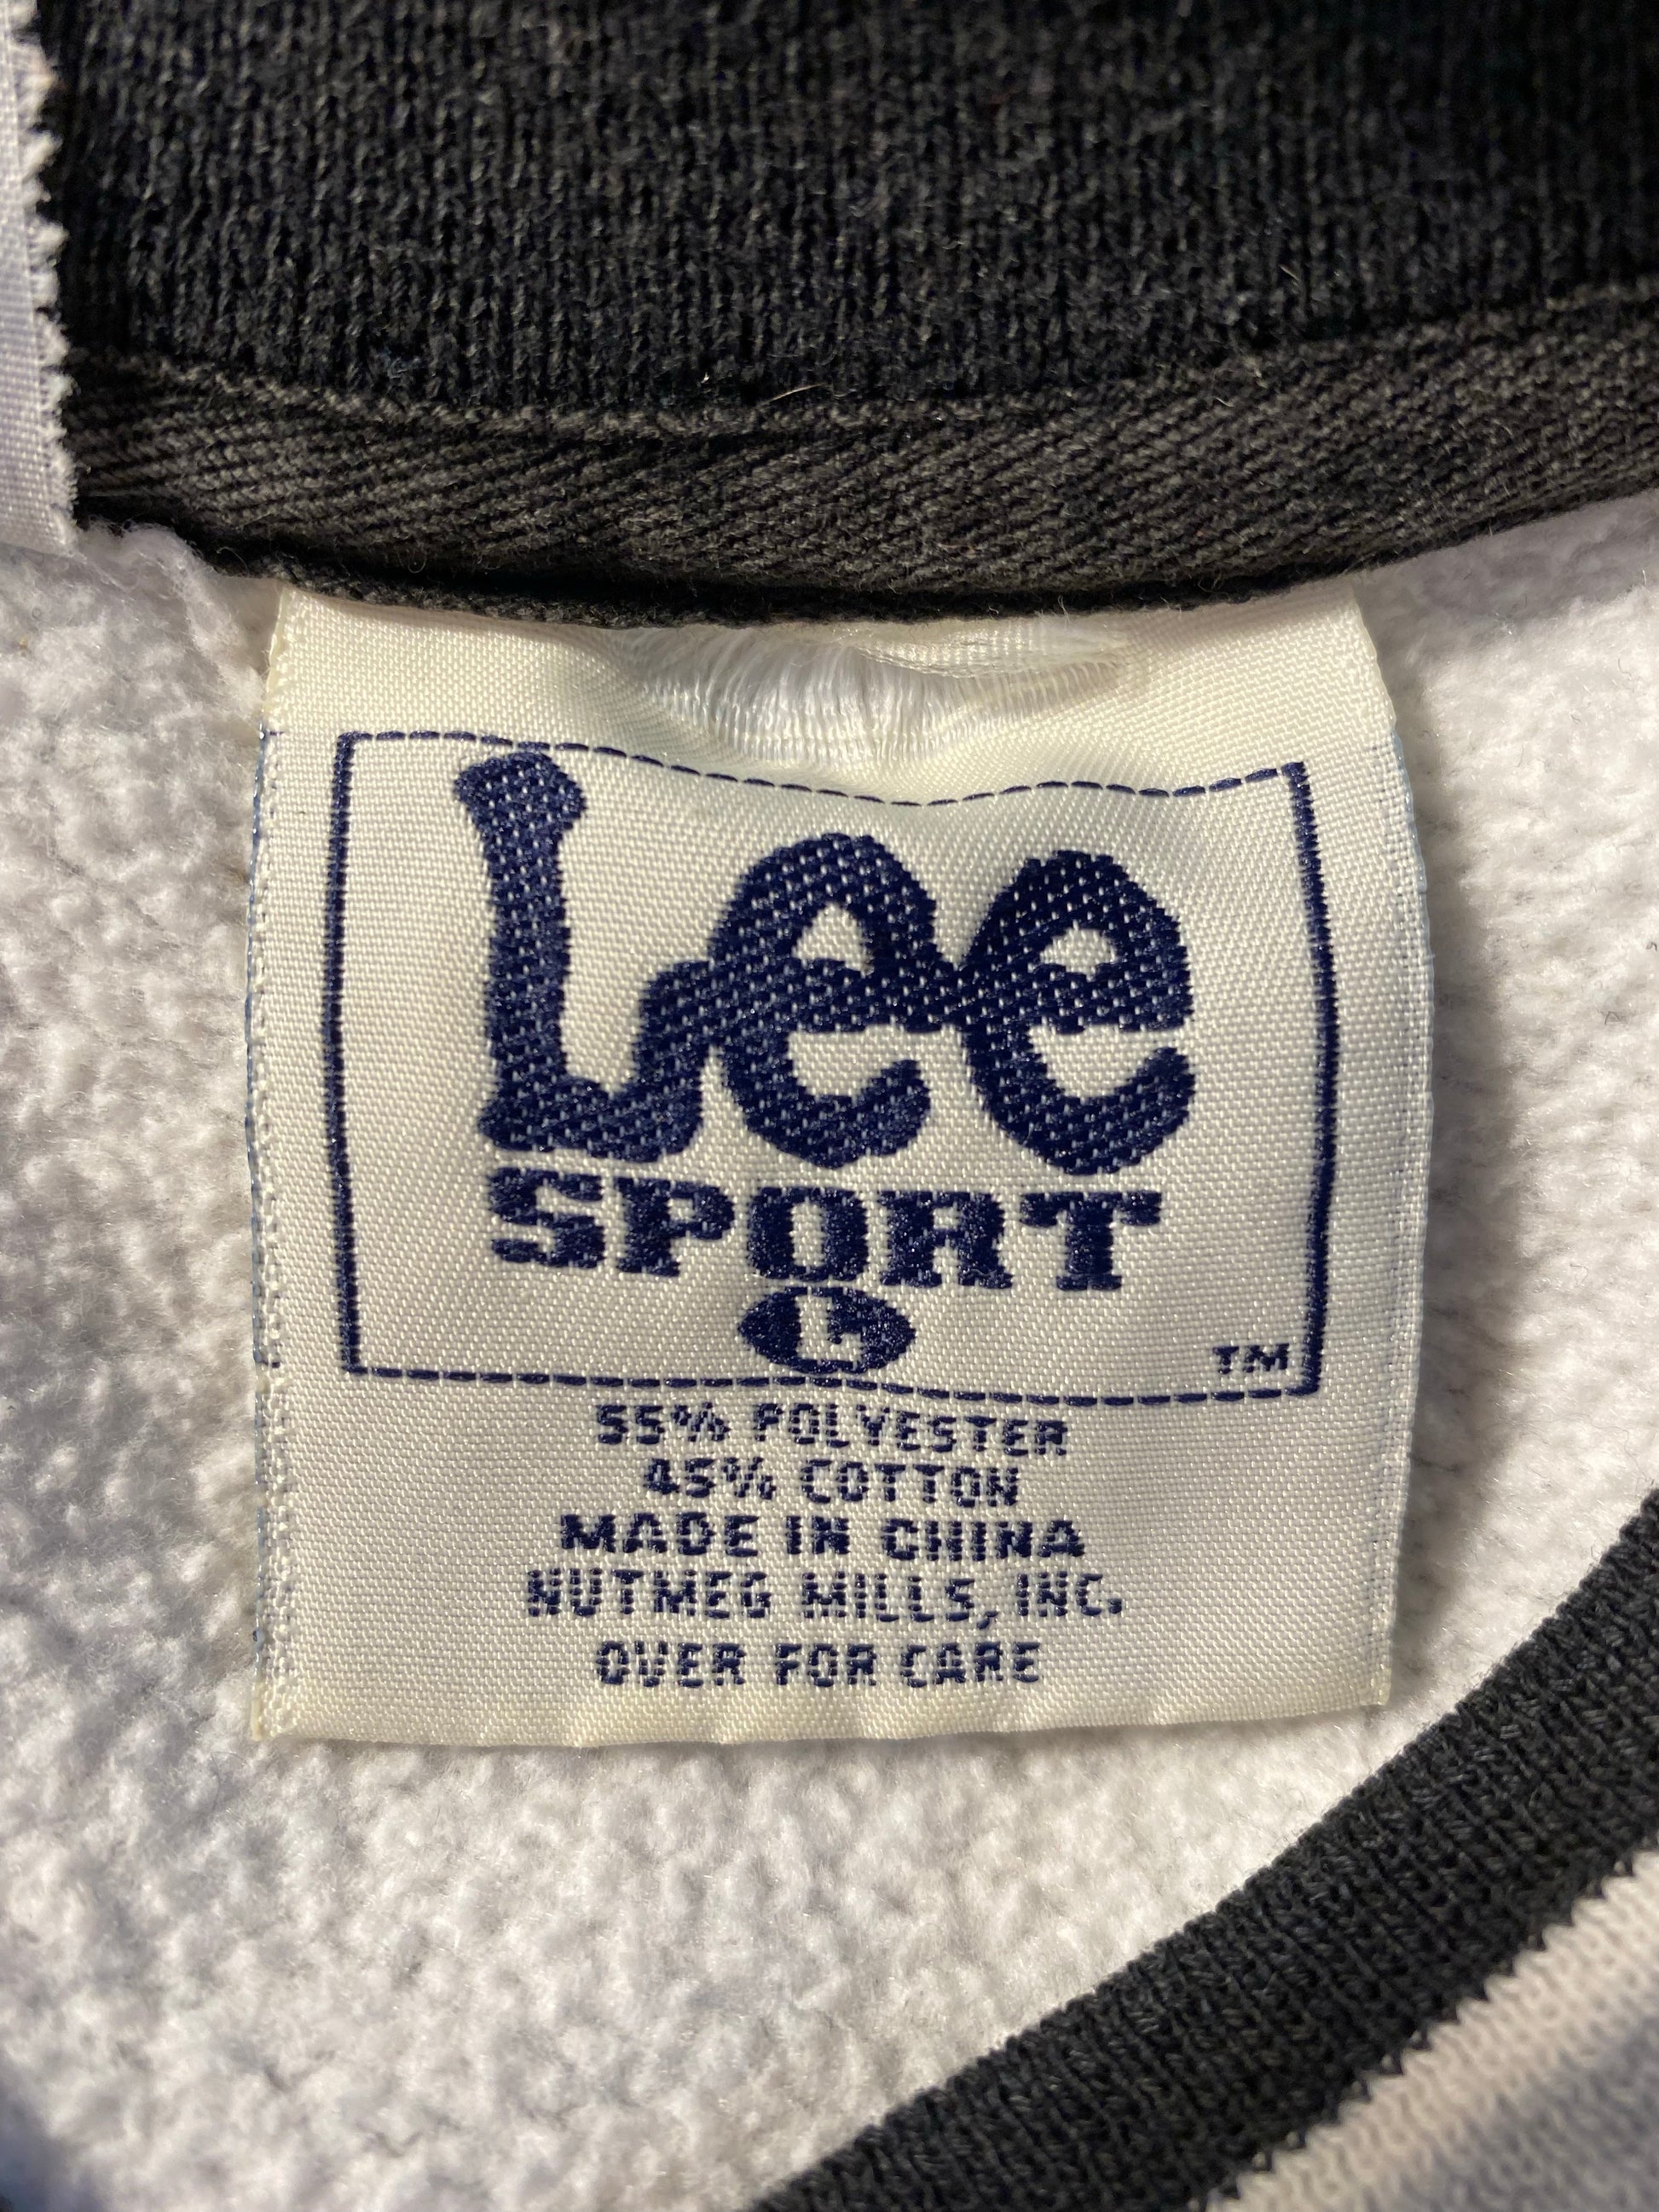 Lee
SPORT
L
TM
55% POLYESTER
45% COTTON
MADE IN CHINA
NUTMEG MILLS, INC.
OVER FOR CARE